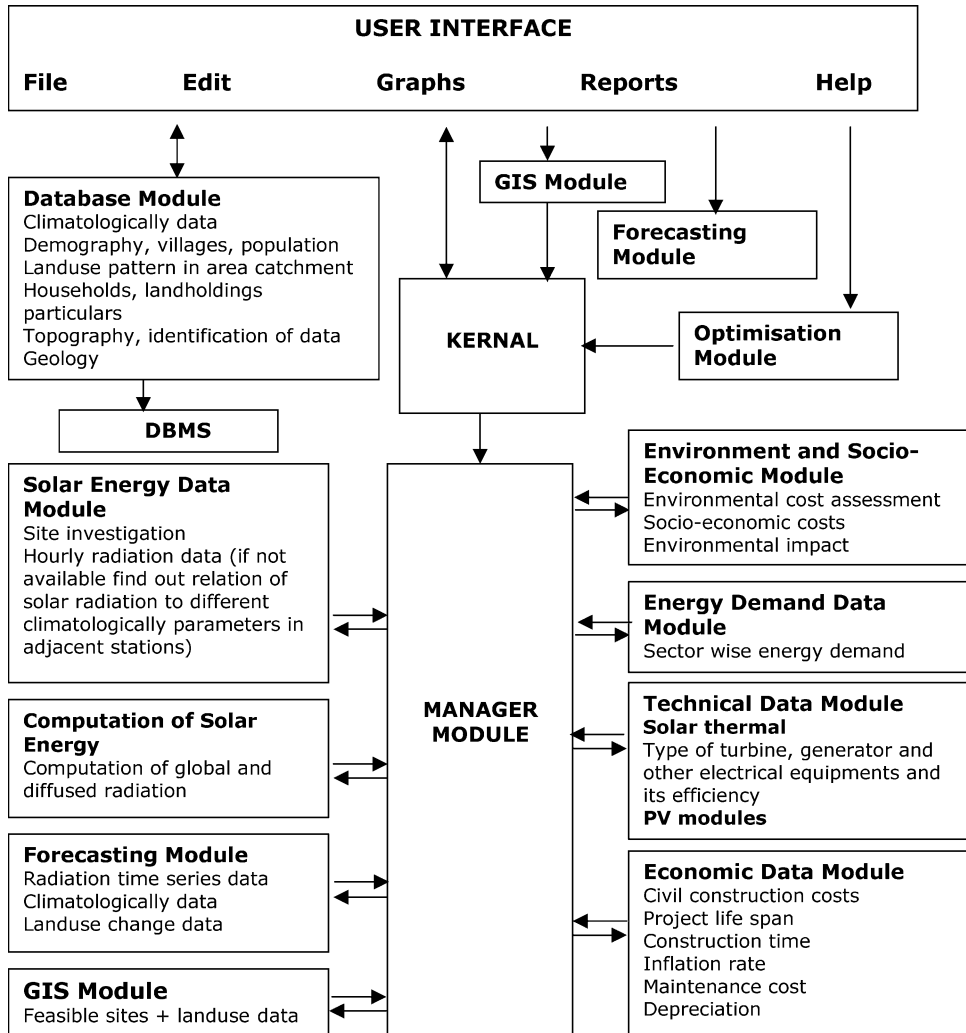 USER INTERFACE
File Edit Graphs Reports Help
GIS Module
Database Module
Climatologically data
Demography, villages, population
Landuse pattern in area catchment
Households, landholdings
particulars
Topography, identification of data
Geology
Forecasting
Module
KERNAL
Optimisation
Module
DBMS
Solar Energy Data
Module
Site investigation
Hourly radiation data (if not
available find out relation of
solar radiation to different
climatologically parameters in
adjacent stations)
Computation of Solar
Energy
Computation of global and
diffused radiation
Forecasting Module
Radiation time series data
Climatologically data
Landuse change data
GIS Module
Feasible sites + landuse data
MANAGER
MODULE
Environment and Socio-
Economic Module
Environmental cost assessment
Socio-economic costs
Environmental impact
Energy Demand Data
Module
Sector wise energy demand
Technical Data Module
Solar thermal
Type of turbine, generator and
other electrical equipments and
its efficiency
PV modules
Economic Data Module
Civil construction costs
Project life span
Construction time
Inflation rate
Maintenance cost
Depreciation